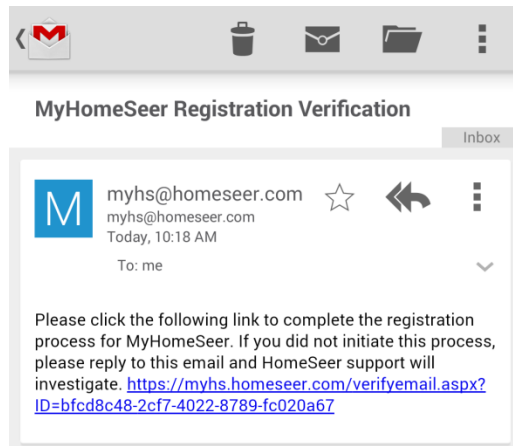 MyHomeSeer Registration Verification
Inbox
M
myhs@homeseer.com
myhs@homeseer.com
Today, 10:18 AM
To: me
Please click the following link to complete the registration
process for MyHomeSeer. If you did not initiate this process,
please reply to this email and HomeSeer support will
investigate. https://myhs.homeseer.com/verifyemail.aspx?
ID=bfcd8c48-2cf7-4022-8789-fc020a67